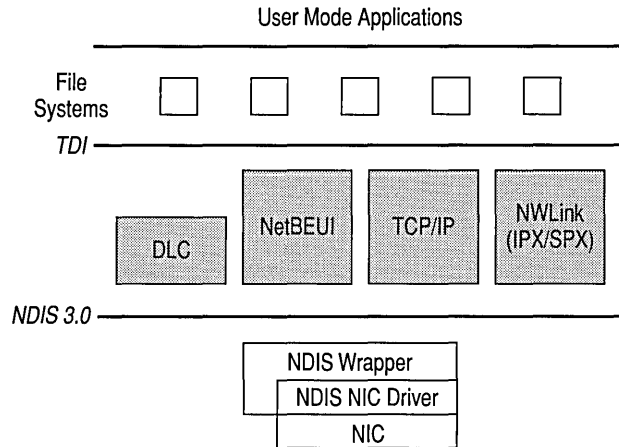 User Mode Applications
File
Systems
TDI
DLC
NetBEUI
TCP/IP
NWLink
(IPX/SPX)
NDIS 3.0
NDIS Wrapper
NDIS NIC Driver
NIC